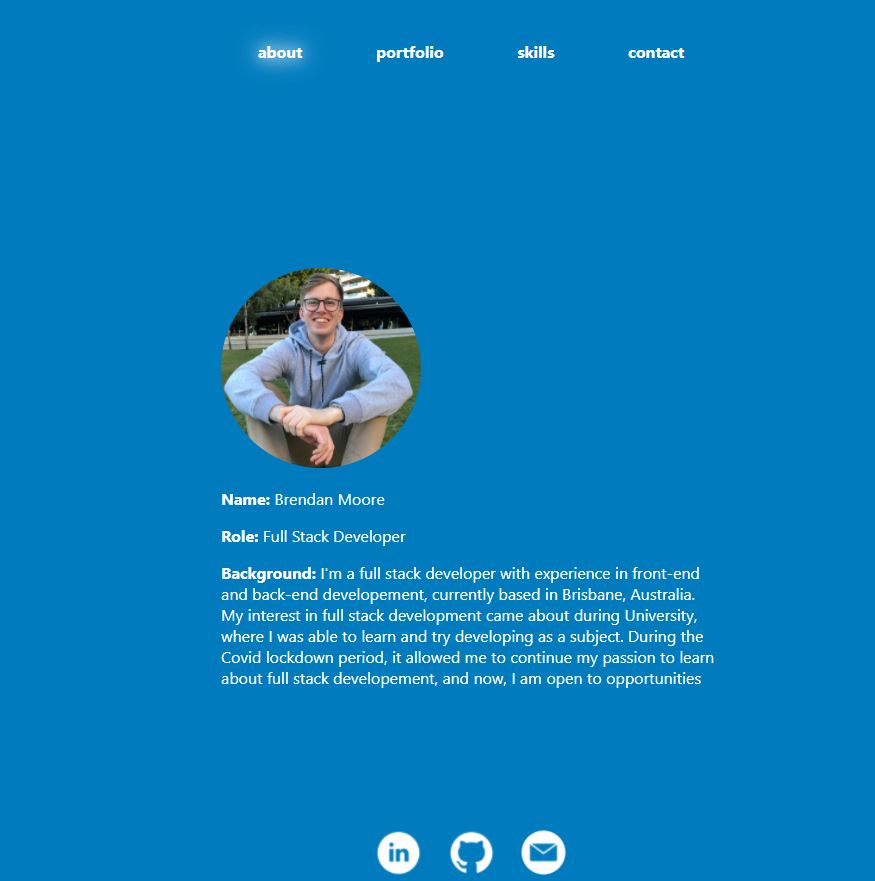 about portfolio skills contact
Name: Brendan Moore
Role: Full Stack Developer
Background: I'm a full stack developer with experience in front-end
and back-end developement, currently based in Brisbane, Australia.
My interest in full stack development came about during University,
where I was able to learn and try developing as a subject. During the
Covid lockdown period, it allowed me to continue my passion to learn
about full stack developement, and now, I am open to opportunities
in